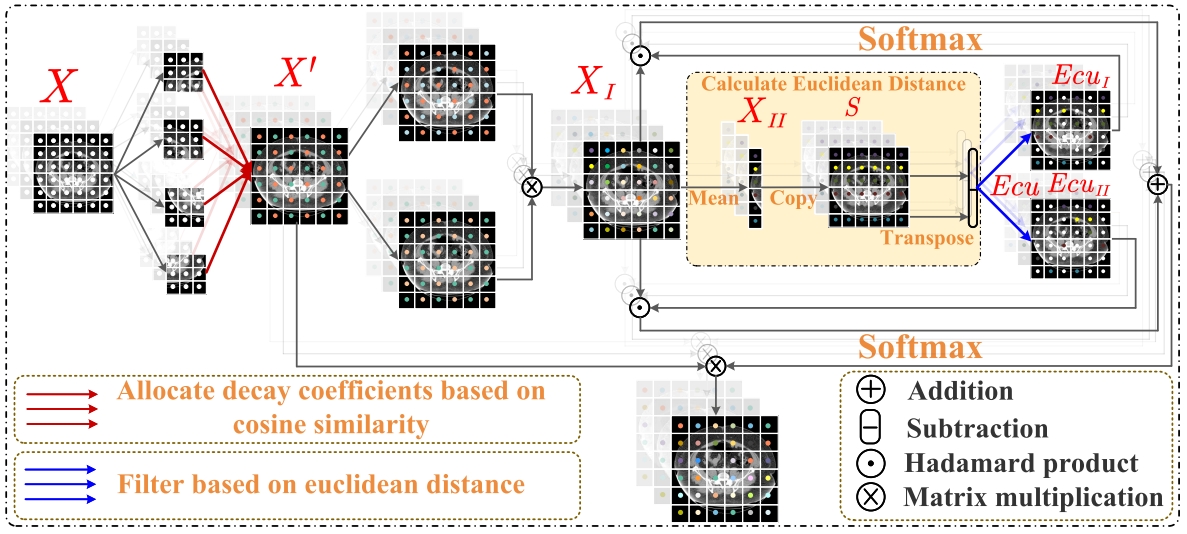 Softmax
X
X'
X_I
Calculate Euclidean Distance
X_{II}
S
Ecu_I
Mean
Copy
Ecu
Ecu_{II}
Transpose
Softmax
Allocate decay coefficients based on
cosine similarity
Filter based on euclidean distance
Addition
Subtraction
Hadamard product
Matrix multiplication